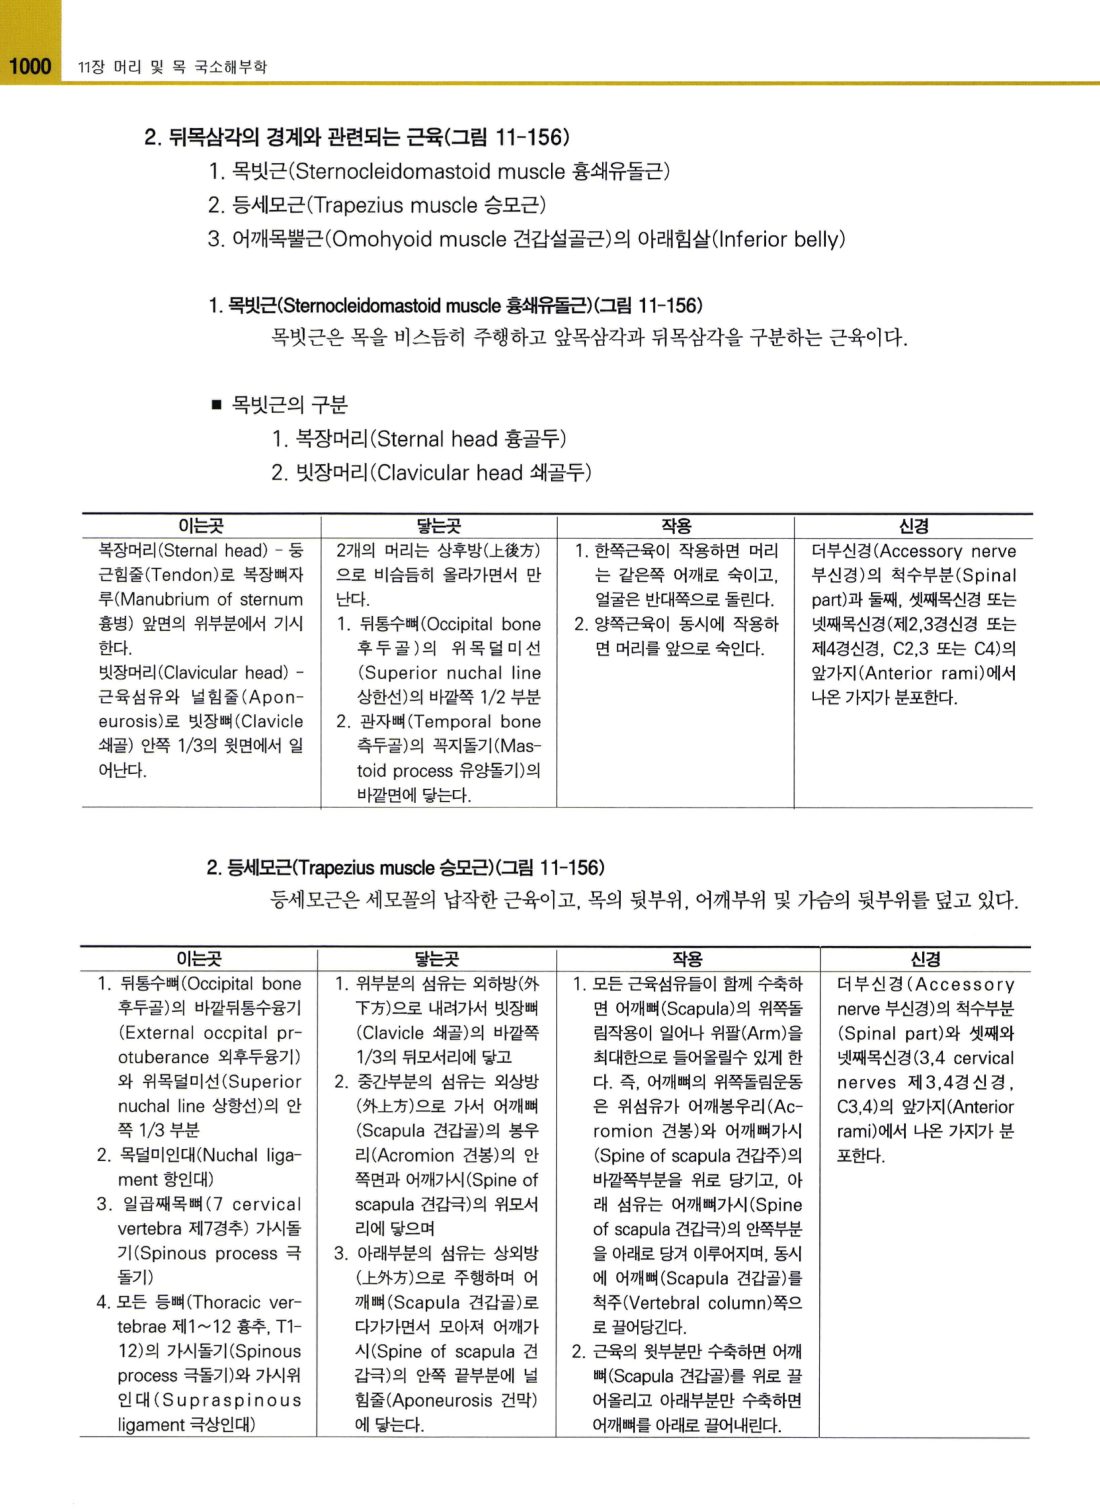 1000 11장 머리 및 목 국소해부학
2. 뒤목삼각의 경계와 관련되는 근육(그림 11-156)
1. 목빗근(Sternocleidomastoid muscle 흉쇄유돌근)
2. 등세모근(Trapezius muscle 승모근)
3. 어깨목뿔근(Omohyoid muscle 견갑설골근)의 아래힘살(Inferior belly)
1. 목빗근(Sternocleidomastoid muscle 흉쇄유돌근)(그림 11-156)
목빗근은 목을 비스듬히 주행하고 앞목삼각과 뒤목삼각을 구분하는 근육이다.
■ 목빗근의 구분
1. 복장머리(Sternal head 흉골두)
2. 빗장머리(Clavicular head 쇄골두)
이는곳
복장머리(Sternal head) - 둥
근힘줄(Tendon)로 복장뼈자
루(Manubrium of sternum
흉병) 앞면의 위부분에서 기시
한다.
빗장머리(Clavicular head) -
근육섬유와 널힘줄(Apon-
eurosis)로 빗장뼈(Clavicle
쇄골) 안쪽 1/3의 윗면에서 일
어난다.
닿는곳
2개의 머리는 상후방(上後方)
으로 비슴듬히 올라가면서 만
난다.
1. 뒤통수뼈(Occipital bone
후두골)의 위목덜미선
(Superior nuchal line
상한선)의 바깥쪽 1/2 부분
2. 관자뼈(Temporal bone
측두골)의 꼭지돌기(Mas-
toid process 유양돌기)의
바깥면에 닿는다.
작용
1. 한쪽근육이 작용하면 머리
는 같은쪽 어깨로 숙이고,
얼굴은 반대쪽으로 돌린다.
2. 양쪽근육이 동시에 작용하
면 머리를 앞으로 숙인다.
신경
더부신경(Accessory nerve
부신경)의 척수부분(Spinal
part)과 둘째, 셋째목신경 또는
넷째목신경(제2,3경신경 또는
제4경신경, C2,3 또는 C4)의
앞가지(Anterior rami)에서
나온 가지가 분포한다.
2. 등세모근(Trapezius muscle 승모근)(그림 11-156)
등세모근은 세모꼴의 납작한 근육이고, 목의 뒷부위, 어깨부위 및 가슴의 뒷부위를 덮고 있다.
이는곳
1. 뒤통수뼈(Occipital bone
후두골)의 바깥뒤통수융기
(External occpital pr-
otuberance 외후두융기)
와 위목덜미선(Superior
nuchal line 상항선)의 안
쪽 1/3 부분
2. 목덜미인대(Nuchal liga-
ment 항인대)
3. 일곱째목뼈(7 cervical
vertebra 제7경추) 가시돌
기(Spinous process 극
돌기)
4. 모든 등뼈(Thoracic ver-
tebrae 제1~12 흉추, T1-
12)의 가시돌기(Spinous
process 극돌기)와 가시위
인대(Supraspinous
ligament 극상인대)
닿는곳
1. 위부분의 섬유는 외하방(外
下方)으로 내려가서 빗장뼈
(Clavicle 쇄골)의 바깥쪽
1/3의 뒤모서리에 닿고
2. 중간부분의 섬유는 외상방
(外上方)으로 가서 어깨뼈
(Scapula 견갑골)의 봉우
리(Acromion 견봉)의 안
쪽면과 어깨가시(Spine of
scapula 견갑극)의 위모서
리에 닿으며
3. 아래부분의 섬유는 상외방
(上外方)으로 주행하며 어
깨뼈(Scapula 견갑골)로
다가가면서 모아져 어깨가
시(Spine of scapula 견
갑극)의 안쪽 끝부분에 널
힘줄(Aponeurosis 건막)
에 닿는다.
작용
1. 모든 근육섬유들이 함께 수축하
면 어깨뼈(Scapula)의 위쪽돌
림작용이 일어나 위팔(Arm)을
최대한으로 들어올릴수 있게 한
다. 즉, 어깨뼈의 위쪽돌림운동
은 위섬유가 어깨봉우리(Ac-
romion 견봉)와 어깨뼈가시
(Spine of scapula 견갑주)의
바깥쪽부분을 위로 당기고, 아
래 섬유는 어깨뼈가시(Spine
of scapula 견갑극)의 안쪽부분
을 아래로 당겨 이루어지며, 동시
에 어깨뼈(Scapula 견갑골)를
척주(Vertebral column)쪽으
로 끌어당긴다.
2. 근육의 윗부분만 수축하면 어깨
뼈(Scapula 견갑골)를 위로 끌
어올리고 아래부분만 수축하면
어깨뼈를 아래로 끌어내린다.
신경
더부신경(Accessory
nerve 부신경)의 척수부분
(Spinal part)와 셋째와
넷째목신경(3,4 cervical
nerves 제3,4경신경,
C3,4)의 앞가지(Anterior
rami)에서 나온 가지가 분
포한다.